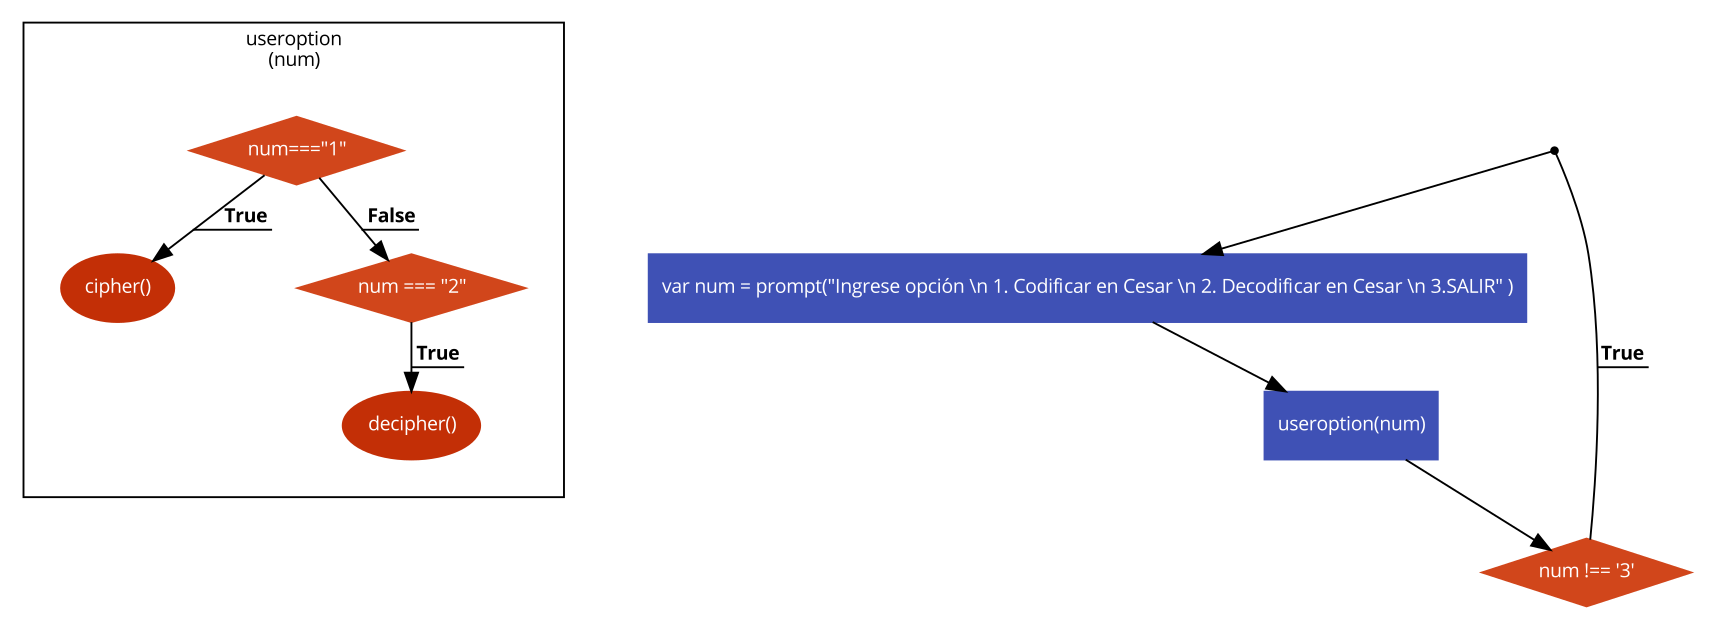 useroption
(num)
num==="1"
True
False
cipher()
num === "2"
True
decipher()
var num = prompt("Ingrese opción \n 1. Codificar en Cesar \n 2. Decodificar en Cesar \n 3.SALIR" )
True
useroption(num)
num !== '3'